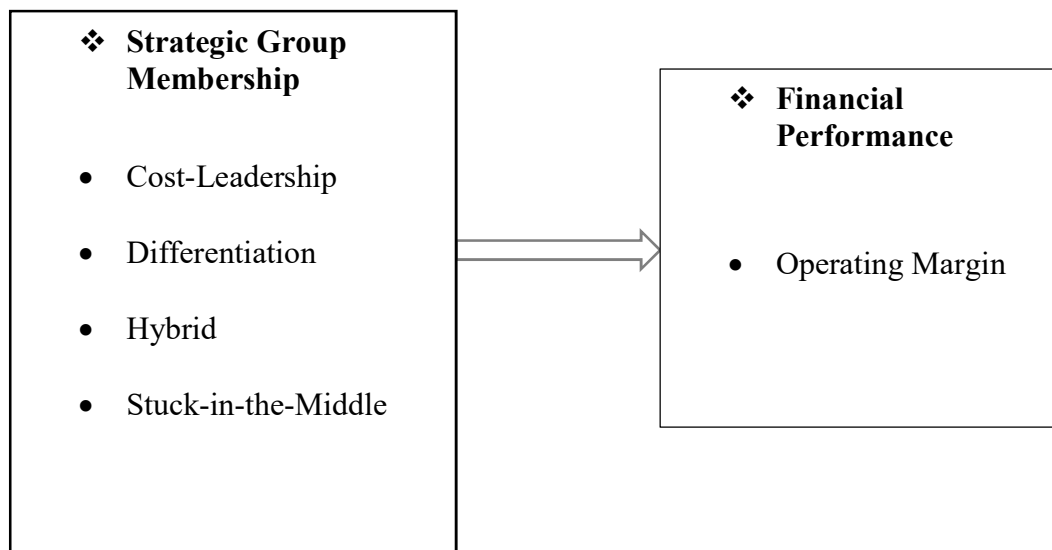 ❖ Strategic Group
Membership
• Cost-Leadership
• Differentiation
• Hybrid
• Stuck-in-the-Middle
❖ Financial
Performance
• Operating Margin